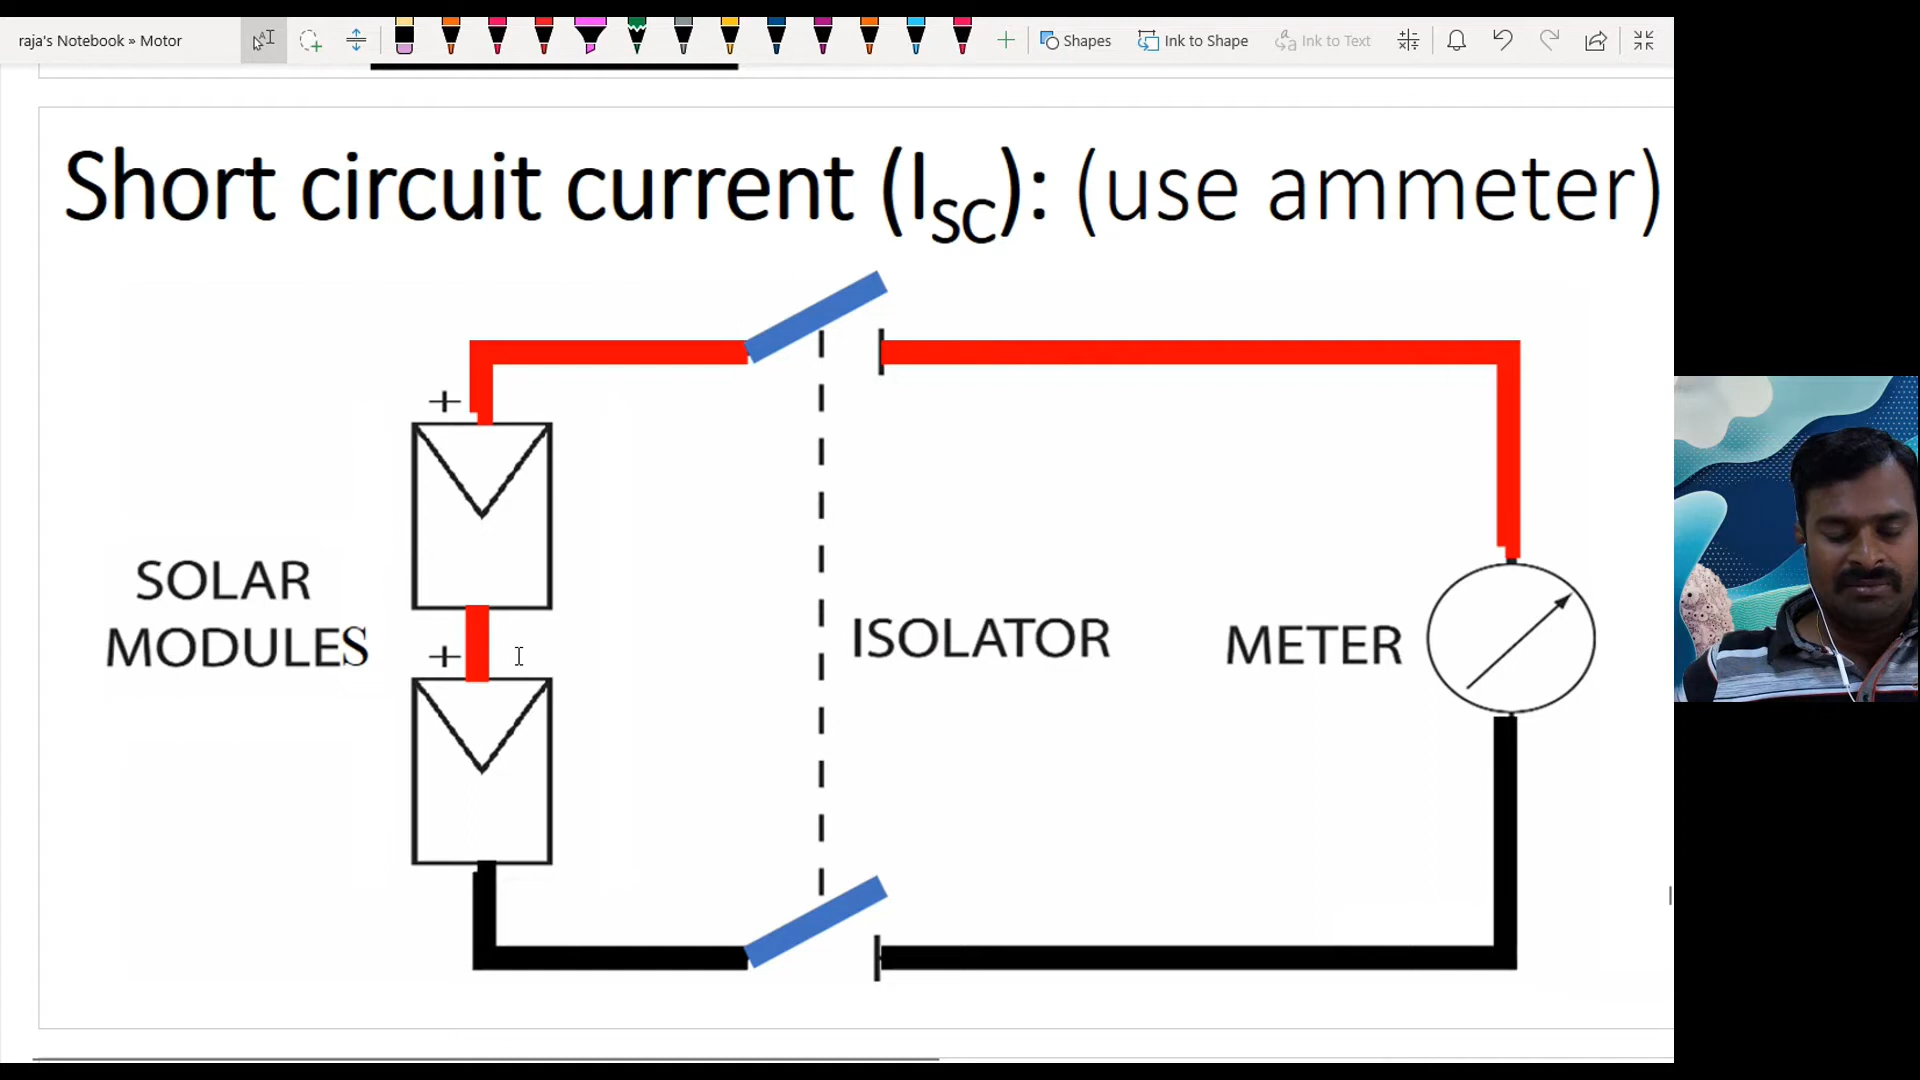 raja's Notebook » Motor
Shapes
Ink to Shape
Ink to Text
Short circuit current (ISC): (use ammeter)
+
SOLAR
MODULES
+
ISOLATOR
METER